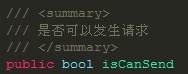 /// <summary>
/// 是否可以发生请求
/// </summary>
public bool isCanSend